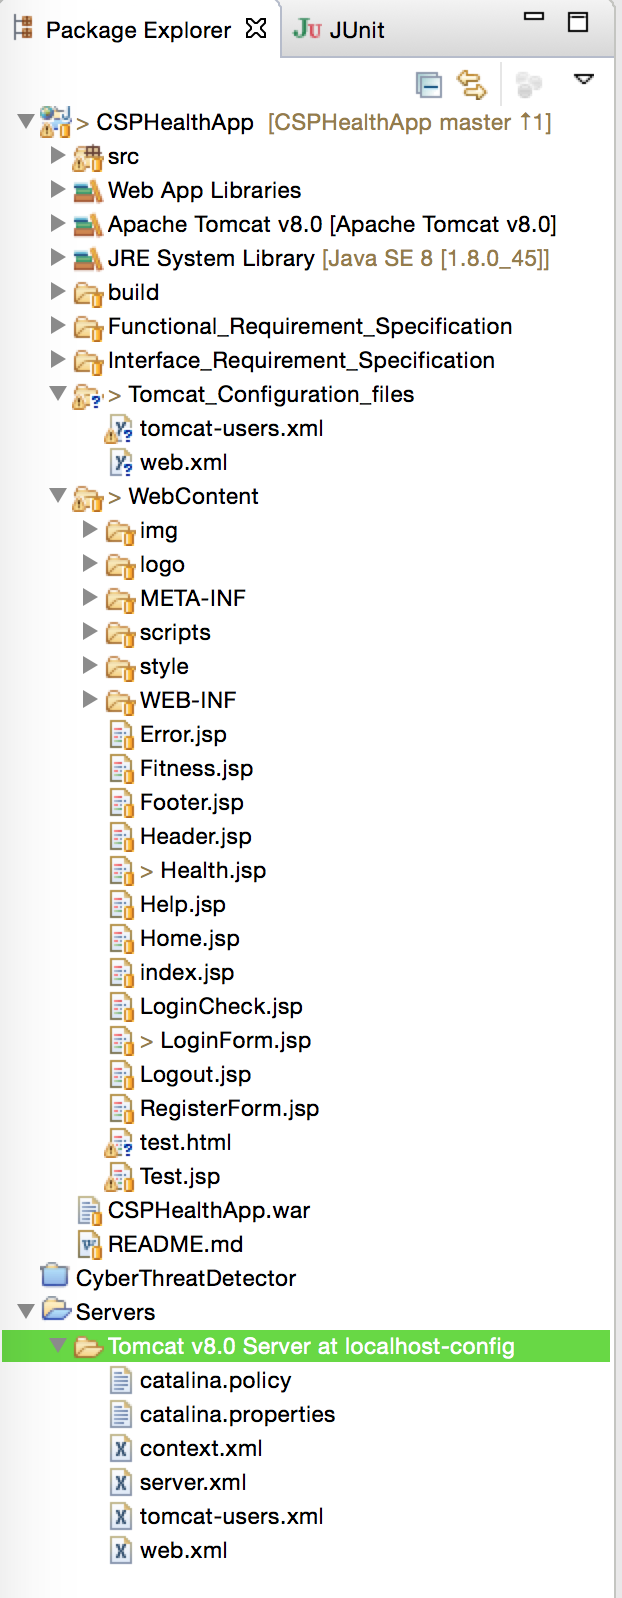 Package Explorer JU JUnit
> CSPHealthApp [CSPHealthApp master ↑1]
src
Web App Libraries
Apache Tomcat v8.0 [Apache Tomcat v8.0]
JRE System Library [Java SE 8 [1.8.0_45]]
build
Functional_Requirement_Specification
Interface_Requirement_Specification
> Tomcat_Configuration_files
tomcat-users.xml
web.xml
> WebContent
img
logo
META-INF
scripts
style
WEB-INF
Error.jsp
Fitness.jsp
Footer.jsp
Header.jsp
> Health.jsp
Help.jsp
Home.jsp
index.jsp
LoginCheck.jsp
> LoginForm.jsp
Logout.jsp
RegisterForm.jsp
test.html
Test.jsp
CSPHealthApp.war
README.md
CyberThreatDetector
Servers
Tomcat v8.0 Server at localhost-config
catalina.policy
catalina.properties
context.xml
server.xml
tomcat-users.xml
web.xml